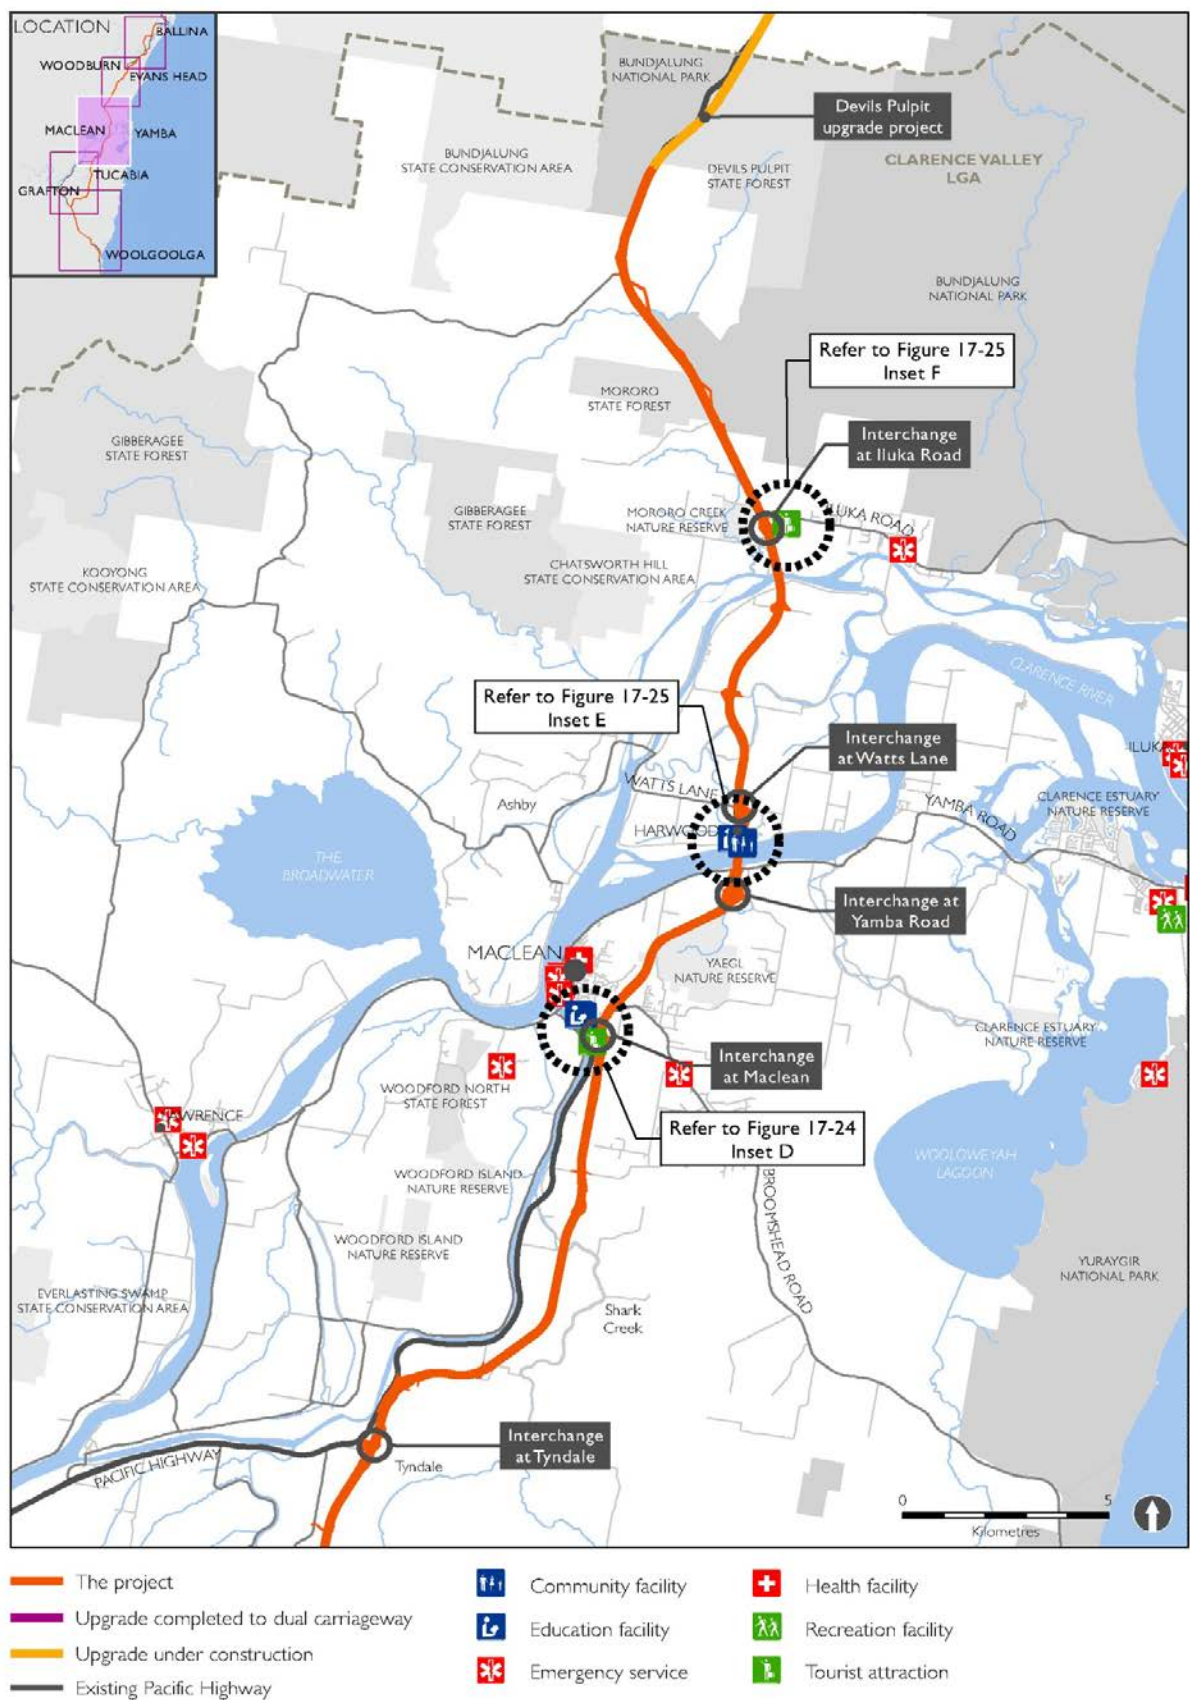 LOCATION
BALLINA
WOODBURN
EVANS HEAD
MACLEAN
YAMBA
TUCABIA
GRAFTON
WOOLGOOLGA
BUNDJALUNG
NATIONAL PARK
Devils Pulpit
upgrade project
BUNDJALUNG
STATE CONSERVATION AREA
DEVILS PULPIT
STATE FOREST
CLARENCE VALLEY
LGA
BUNDJALUNG
NATIONAL PARK
Refer to Figure 17-25
Inset F
MORORO
STATE FOREST
Interchange
at Iluka Road
GIBBERAGEE
STATE FOREST
GIBBERAGEE
STATE FOREST
MORORO CREEK
NATURE RESERVE
ILUKA ROAD
CHATSWORTH HILL
STATE CONSERVATION AREA
KOOYONG
STATE CONSERVATION AREA
CLARENCE RIVER
Refer to Figure 17-25
Inset E
Interchange
at Watts Lane
ILUKA
WATTS LANE
Ashby
YAMBA ROAD
CLARENCE ESTUARY
NATURE RESERVE
HARWOOD
THE
BROADWATER
Interchange at
Yamba Road
MACLEAN
YAEGL
NATURE RESERVE
CLARENCE ESTUARY
NATURE RESERVE
Interchange
at Maclean
WOODFORD NORTH
STATE FOREST
LAWRENCE
Refer to Figure 17-24
Inset D
WOOLOWEYAH
LAGOON
WOODFORD ISLAND
NATURE RESERVE
BROOMSHEAD ROAD
WOODFORD ISLAND
NATURE RESERVE
YURAYGIR
NATIONAL PARK
EVERLASTING SWAMP
STATE CONSERVATION AREA
Shark
Creek
Interchange
at Tyndale
PACIFIC HIGHWAY
Tyndale
0 5
Kilometres
The project
Upgrade completed to dual carriageway
Upgrade under construction
Existing Pacific Highway
Community facility
Education facility
Emergency service
Health facility
Recreation facility
Tourist attraction